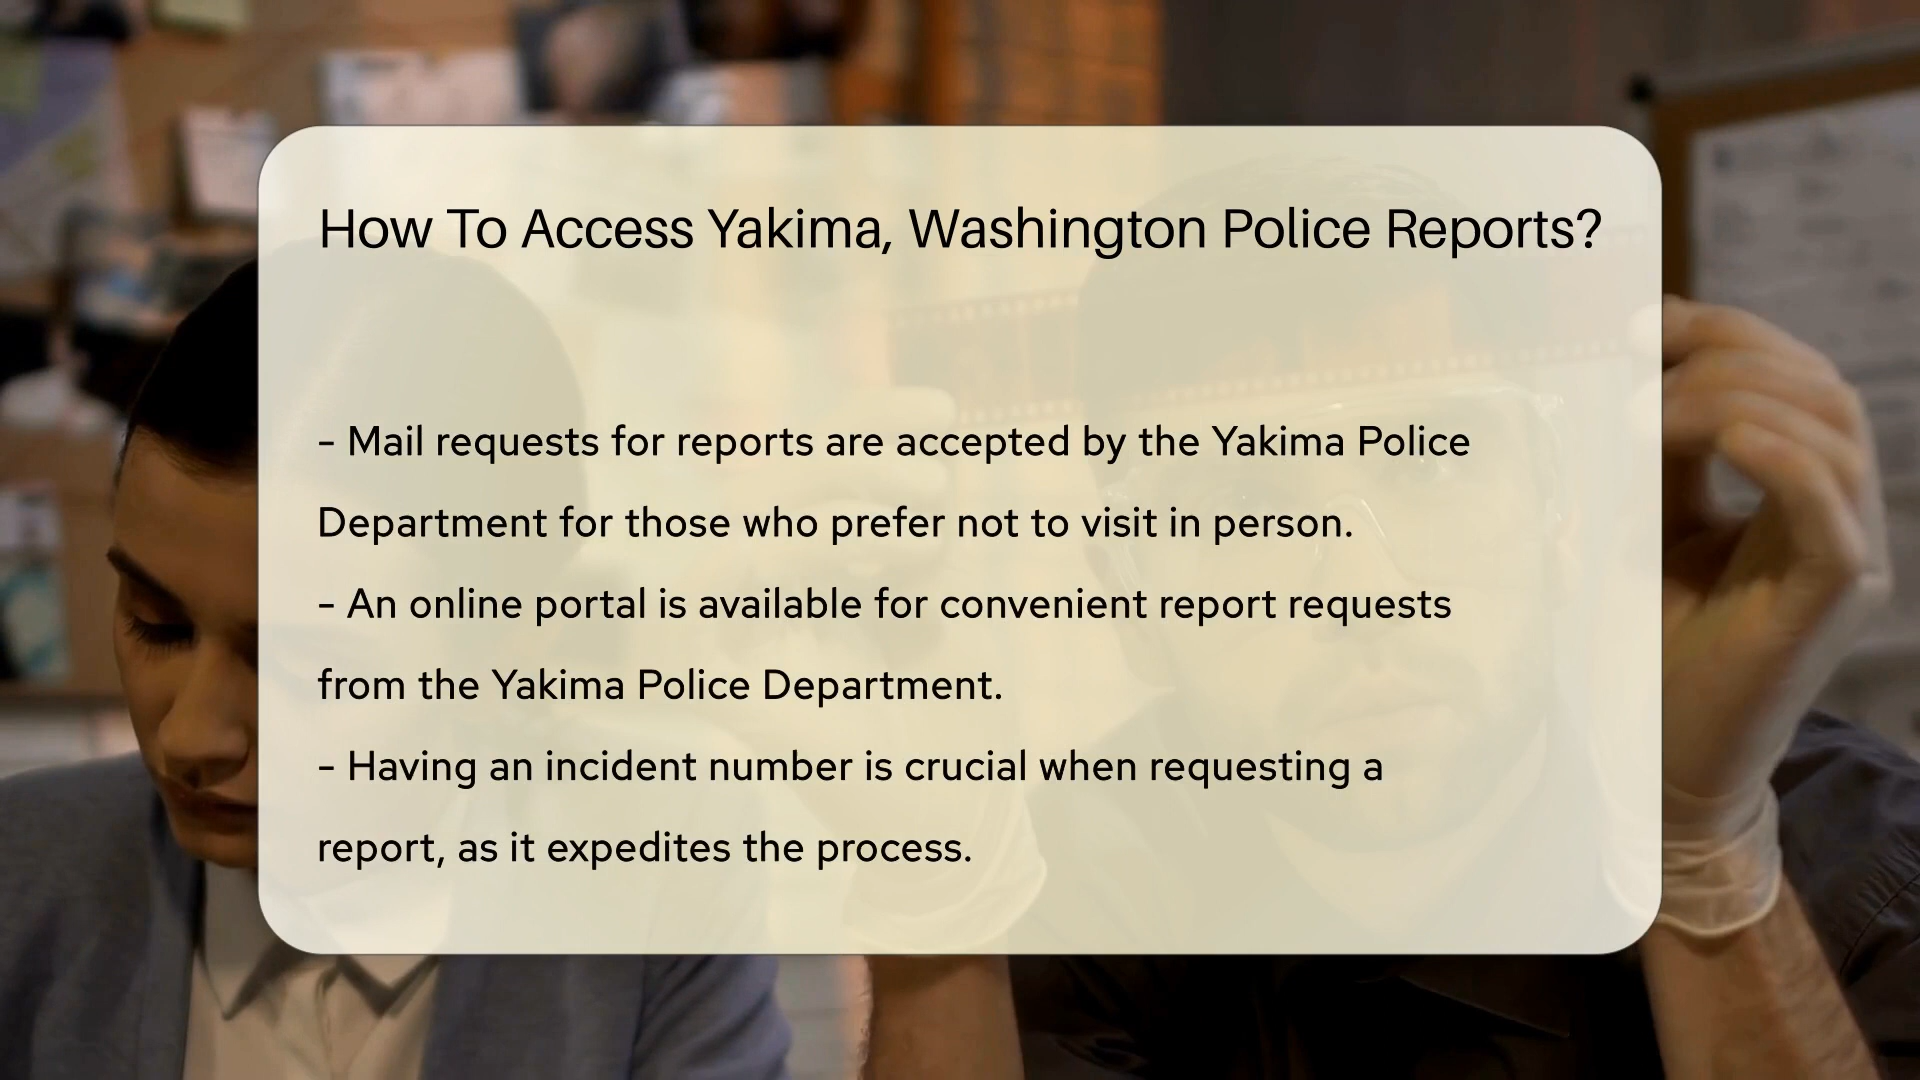 How To Access Yakima, Washington Police Reports?
– Mail requests for reports are accepted by the Yakima Police
Department for those who prefer not to visit in person.
– An online portal is available for convenient report requests
from the Yakima Police Department.
– Having an incident number is crucial when requesting a
report, as it expedites the process.